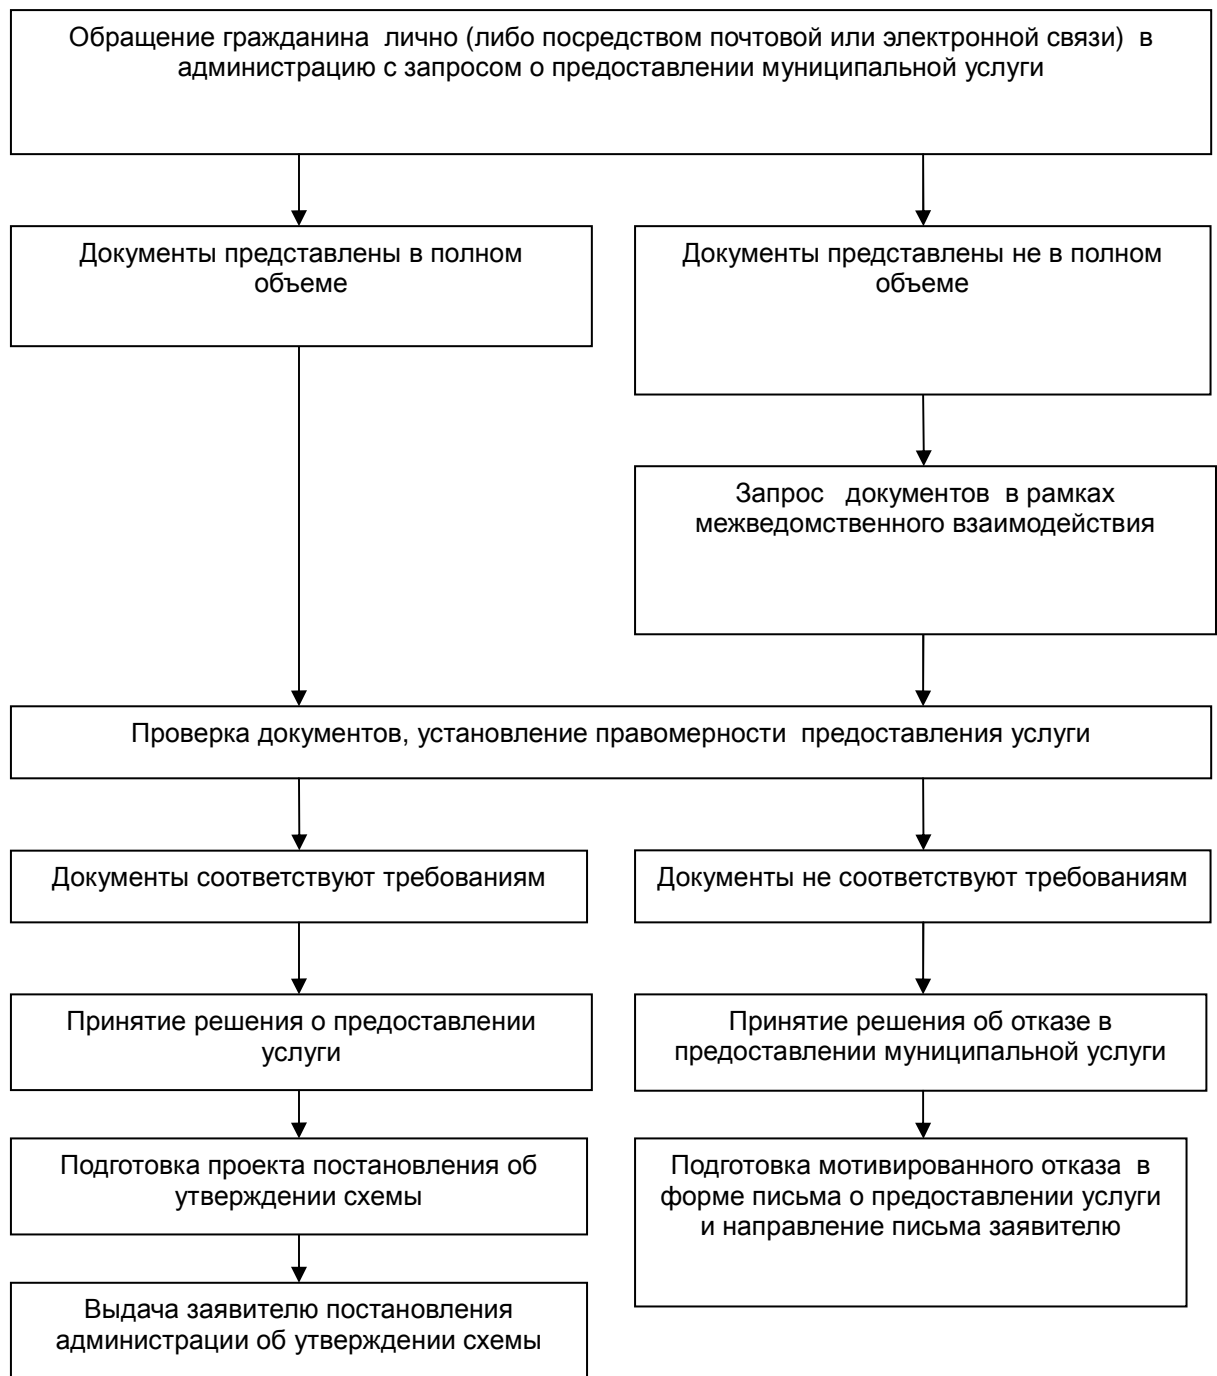 Обращение гражданина лично (либо посредством почтовой или электронной связи) в
администрацию с запросом о предоставлении муниципальной услуги
Документы представлены в полном
объеме
Документы представлены не в полном
объеме
Запрос документов в рамках
межведомственного взаимодействия
Проверка документов, установление правомерности предоставления услуги
Документы соответствуют требованиям
Документы не соответствуют требованиям
Принятие решения о предоставлении
услуги
Принятие решения об отказе в
предоставлении муниципальной услуги
Подготовка проекта постановления об
утверждении схемы
Подготовка мотивированного отказа в
форме письма о предоставлении услуги
и направление письма заявителю
Выдача заявителю постановления
администрации об утверждении схемы